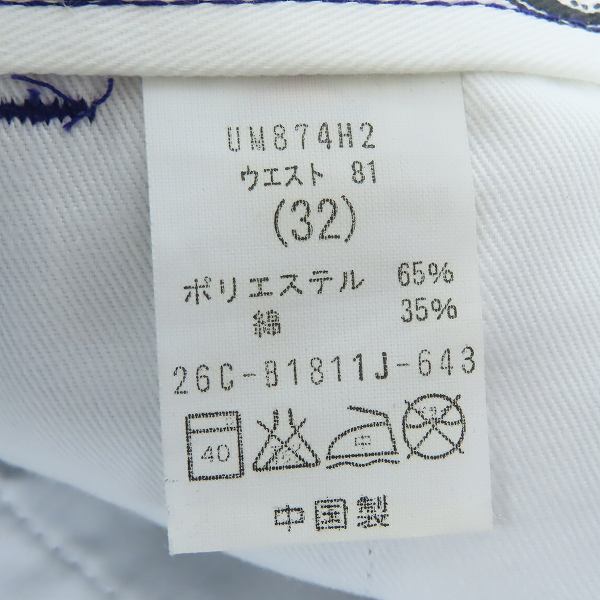 UM874H2
ウエスト 81
(32)
ポリエステル 65%
綿 35%
26C-B1811J-643
40 中
中国製